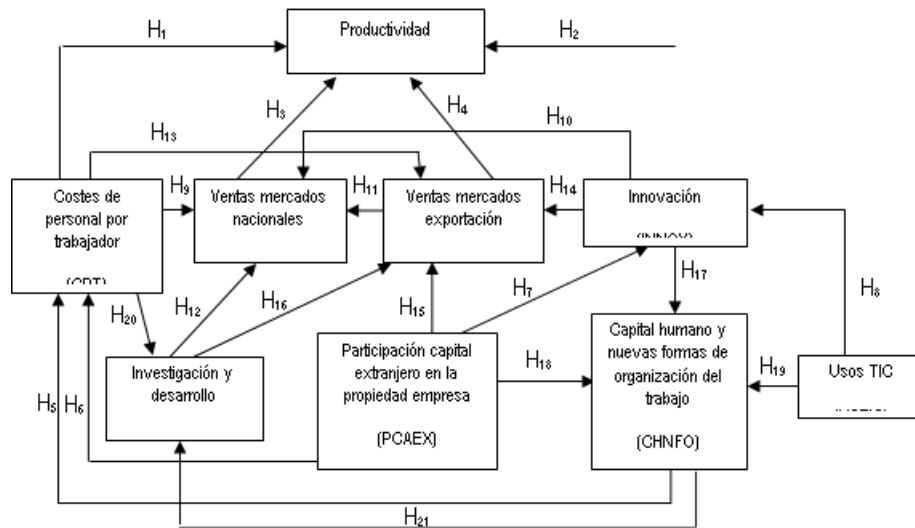 H1
Productividad
H2
H3
H4
H10
H13
Costes de
personal por
trabajador
H9
Ventas mercados
nacionales
H11
Ventas mercados
exportación
H14
Innovación
H20
H12
H16
H15
H7
H17
H8
Investigación y
desarrollo
Participación capital
extranjero en la
propiedad empresa
(PCAEX)
H18
Capital humano y
nuevas formas de
organización del
trabajo
(CHNFO)
H19
Usos TIC
H5
H6
H21